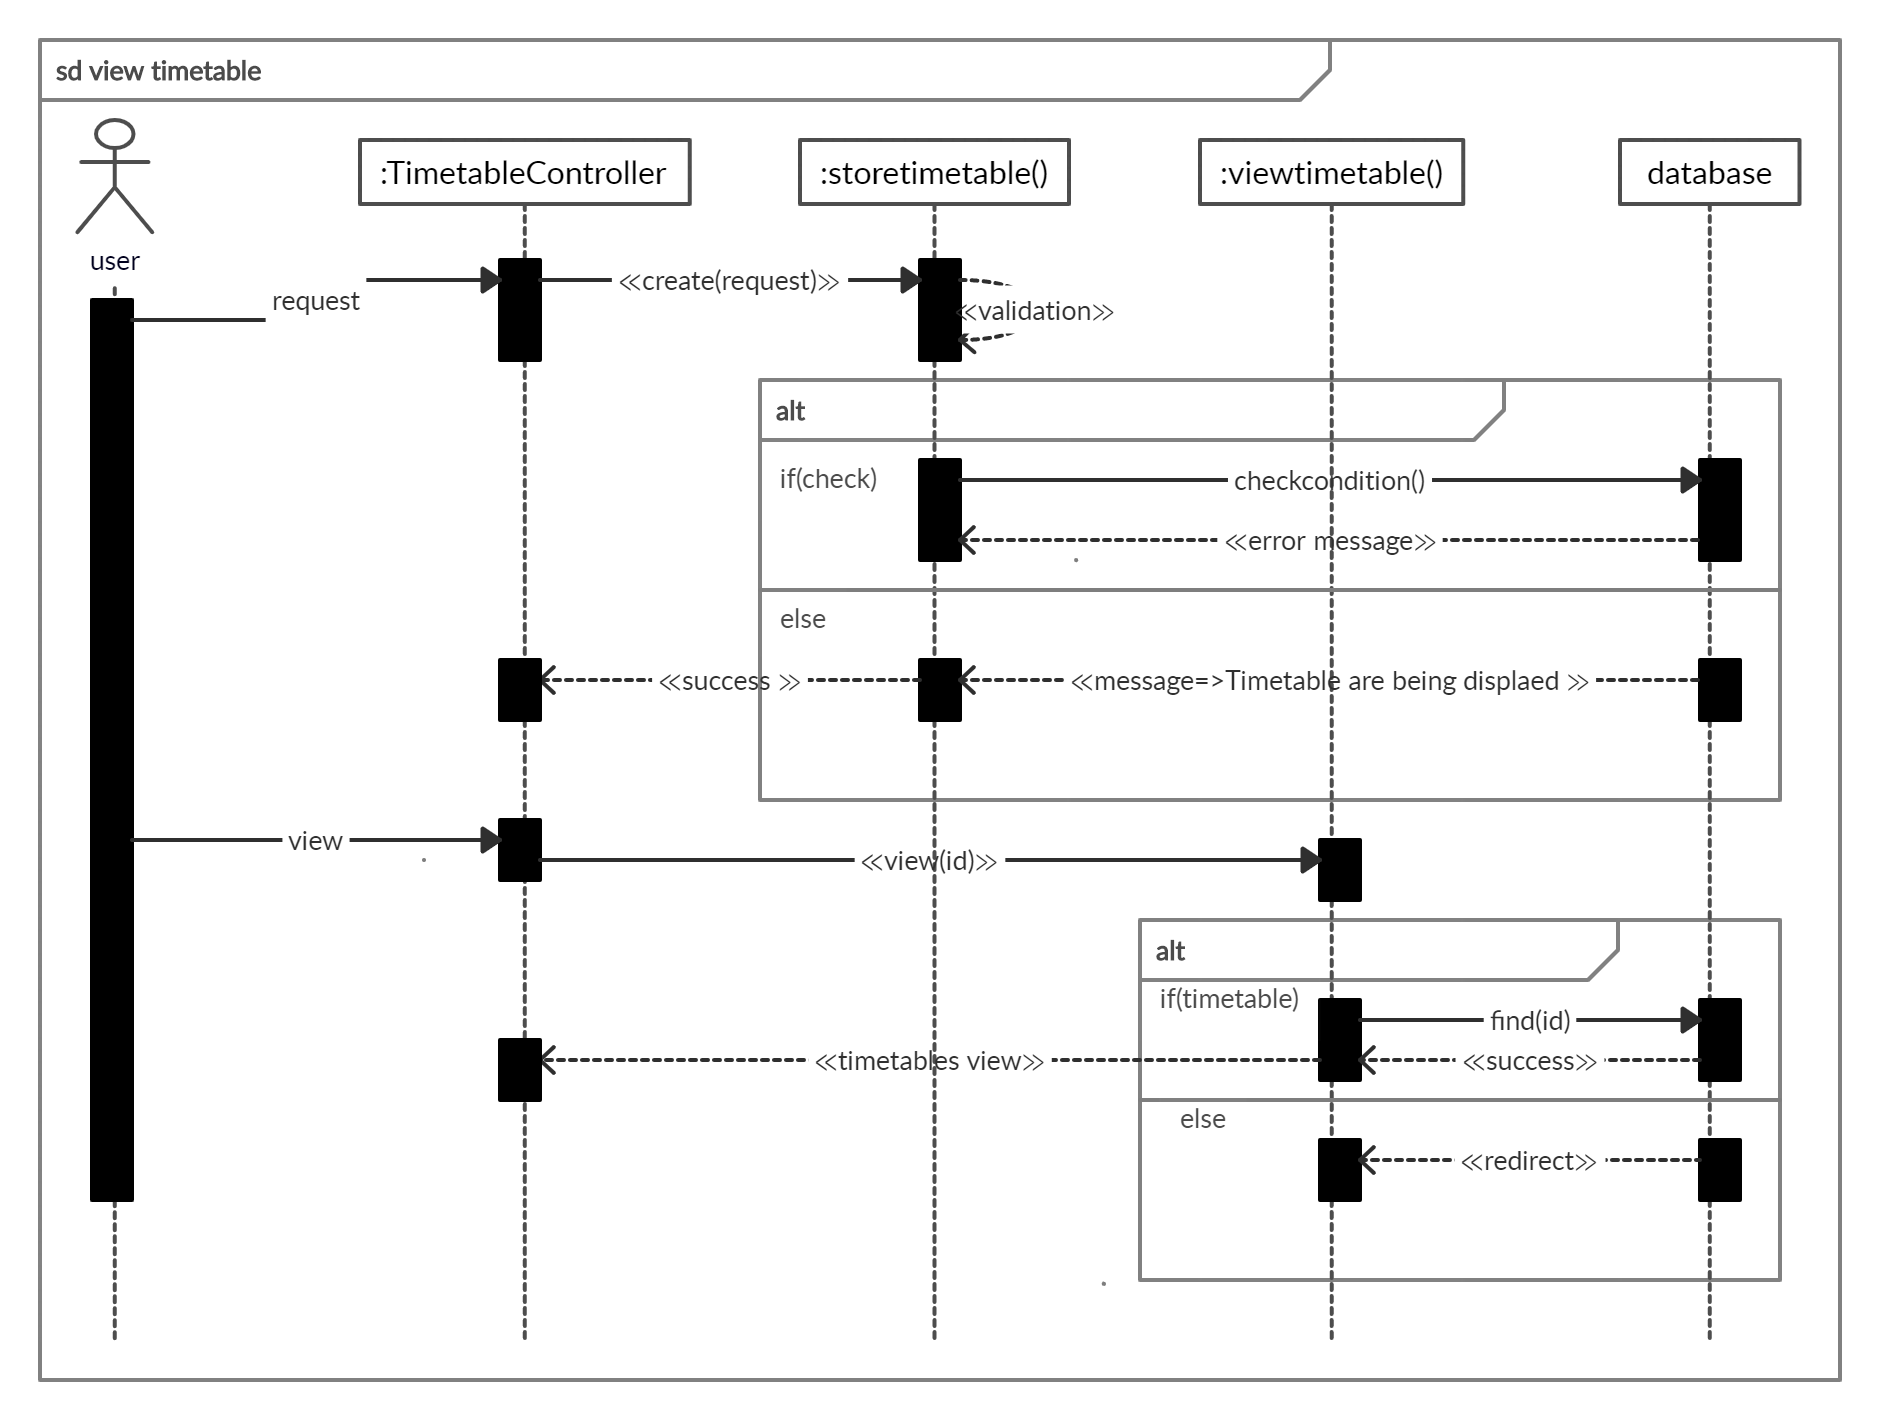 sd view timetable
:TimetableController
:storetimetable()
:viewtimetable()
database
user
request
≪create(request)≫
≪validation≫
alt
if(check)
checkcondition()
≪error message≫
else
≪success ≫
≪message=>Timetable are being displaed ≫
view
≪view(id)≫
alt
if(timetable)
find(id)
≪timetables view≫
≪success≫
else
≪redirect≫